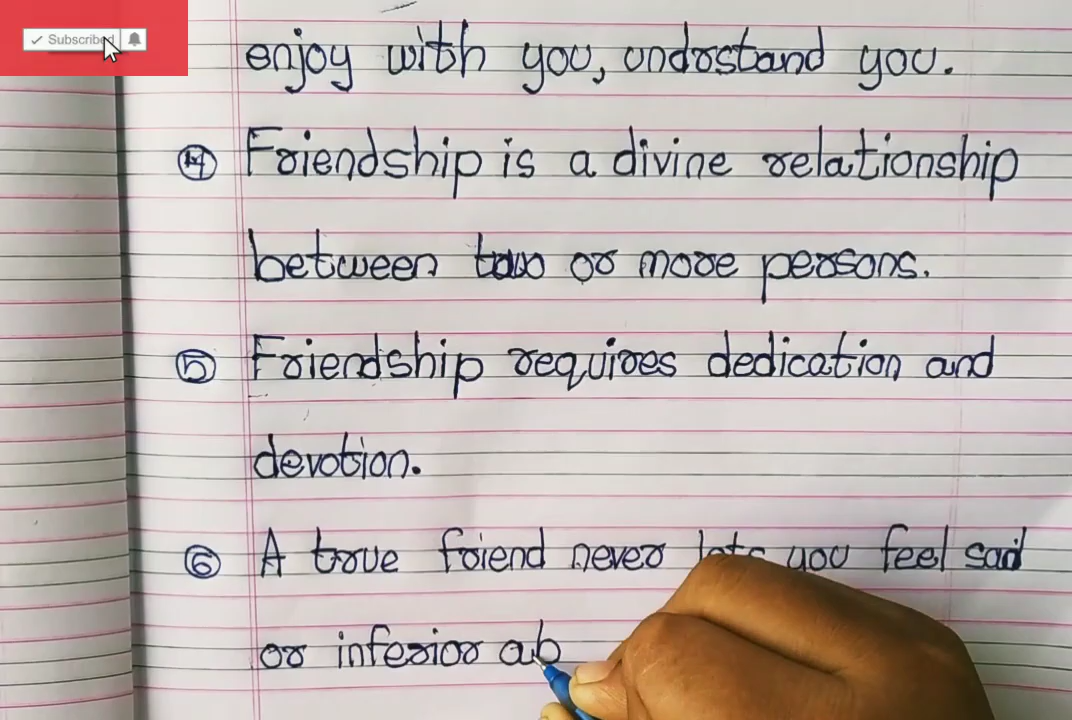 Subscribed
enjoy with you, understand you.
4 Friendship is a divine relationship
between two or more persons.
5 Friendship requires dedication and
devotion.
6 A true friend never lets you feel sad
or inferior ab